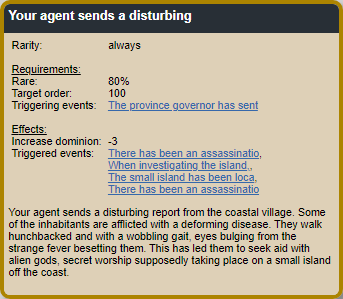 Your agent sends a disturbing
Rarity: always
Requirements:
Rare: 80%
Target order: 100
Triggering events: The province governor has sent
Effects:
Increase dominion: -3
Triggered events: There has been an assassinatio,
When investigating the island,,
The small island has been loca,
There has been an assassinatio
Your agent sends a disturbing report from the coastal village. Some
of the inhabitants are afflicted with a deforming disease. They walk
hunchbacked and with a wobbling gait, eyes bulging from the
strange fever besetting them. This has led them to seek aid with
alien gods, secret worship supposedly taking place on a small island
off the coast.